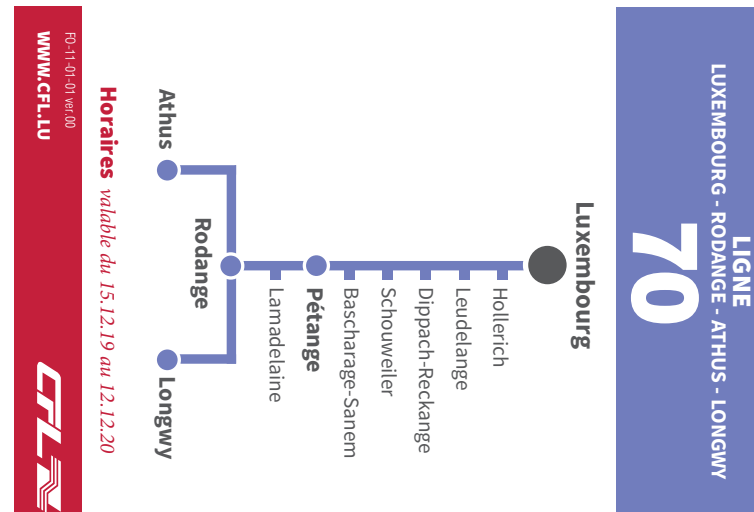 LIGNE
70
LUXEMBOURG - RODANGE - ATHUS - LONGWY
Luxembourg
Hollerich
Leudelange
Dippach-Reckange
Schouweiler
Bascharage-Sanem
Pétange
Lamadelaine
Rodange
Athus
Longwy
Horaires valable du 15.12.19 au 12.12.20
FO-11-01-01 ver.00
WWW.CFL.LU
CFL